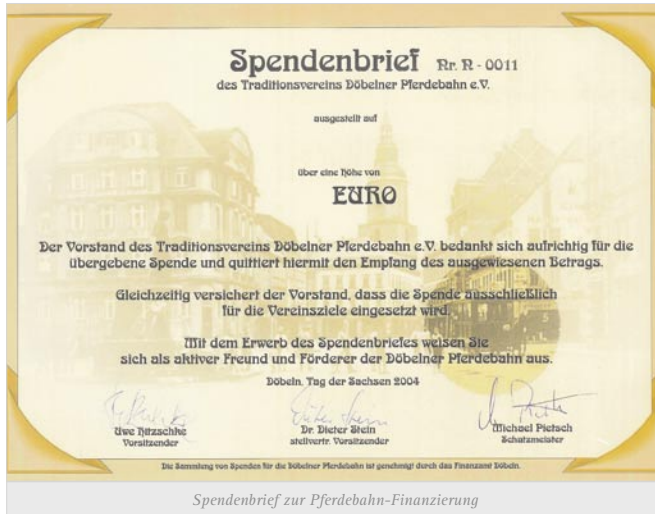 Spendenbrief Nr. R - 0011
des Traditionsvereins Döbelner Pferdebahn e.V.
ausgestellt auf
über eine Höhe von
EURO
Der Vorstand des Traditionsvereins Döbelner Pferdebahn e.V. bedankt sich aufrichtig für die
übergebene Spende und quittiert hiermit den Empfang des ausgewiesenen Betrags.
Gleichzeitig versichert der Vorstand, dass die Spende ausschließlich
für die Vereinsziele eingesetzt wird.
Mit dem Erwerb des Spendenbriefes weisen Sie
sich als aktiver Freund und Förderer der Döbelner Pferdebahn aus.
Döbeln, Tag der Sachsen 2004
Uwe Hitzschke Dr. Dieter Stein Michael Pietsch
Vorsitzender stellvertr. Vorsitzender Schatzmeister
Die Sammlung von Spenden für die Döbelner Pferdebahn ist genehmigt durch das Finanzamt Döbeln.
Spendenbrief zur Pferdebahn-Finanzierung